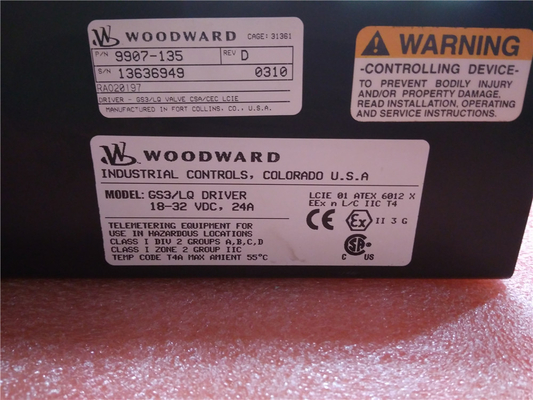 WOODWARD CAGE: 31361
P/N 9907-135 REV D
S/N 13636949 0310
RAO20197
DRIVER - GS3/LQ VALVE CSA/CEC LCIE
MANUFACTURED IN FORT COLLINS, CO., U.S.A.
WARNING
-CONTROLLING DEVICE-
TO PREVENT BODILY INJURY
AND/OR PROPERTY DAMAGE,
READ INSTALLATION, OPERATING
AND SERVICE INSTRUCTIONS.
WOODWARD
INDUSTRIAL CONTROLS, COLORADO U.S.A
MODEL: GS3/LQ DRIVER
18-32 VDC, 24A
LCIE 01 ATEX 6012 X
EEx n L/C IIC T4
CE Ex II 3 G
TELEMETERING EQUIPMENT FOR
USE IN HAZARDOUS LOCATIONS
CLASS I DIV 2 GROUPS A,B,C,D
CLASS I ZONE 2 GROUP IIC
TEMP CODE T4A MAX AMIENT 55°C
C US